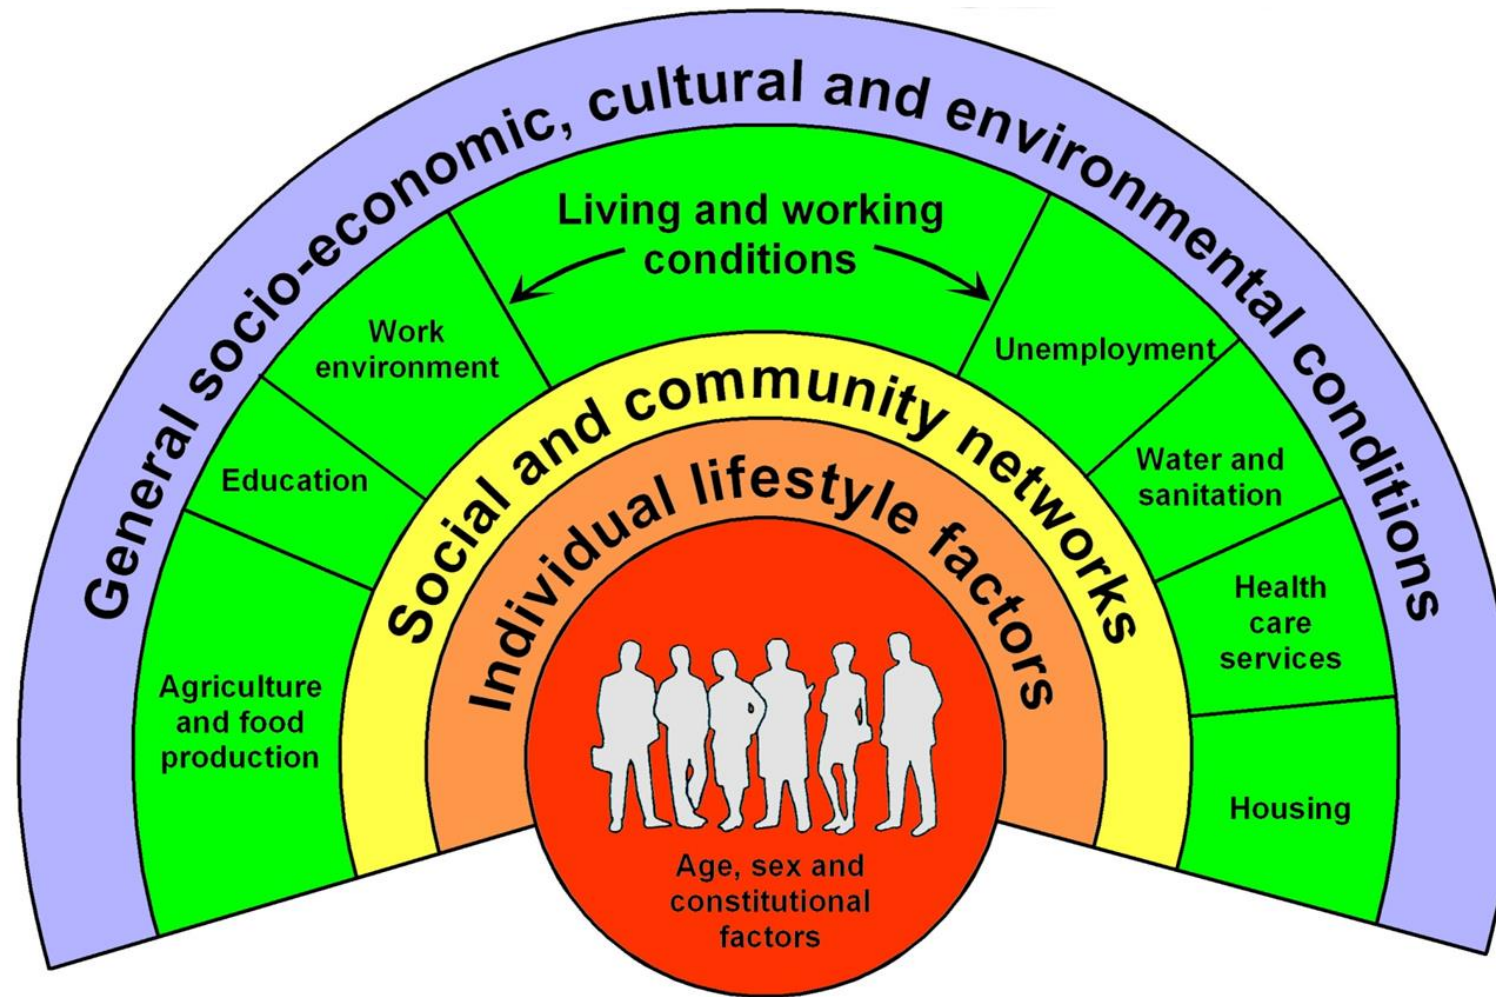 General socio-economic, cultural and environmental conditions
Living and working
conditions
Work
environment
Unemployment
Education
Water and
sanitation
Agriculture
and food
production
Health
care
services
Housing
Social and community networks
Individual lifestyle factors
Age, sex and
constitutional
factors